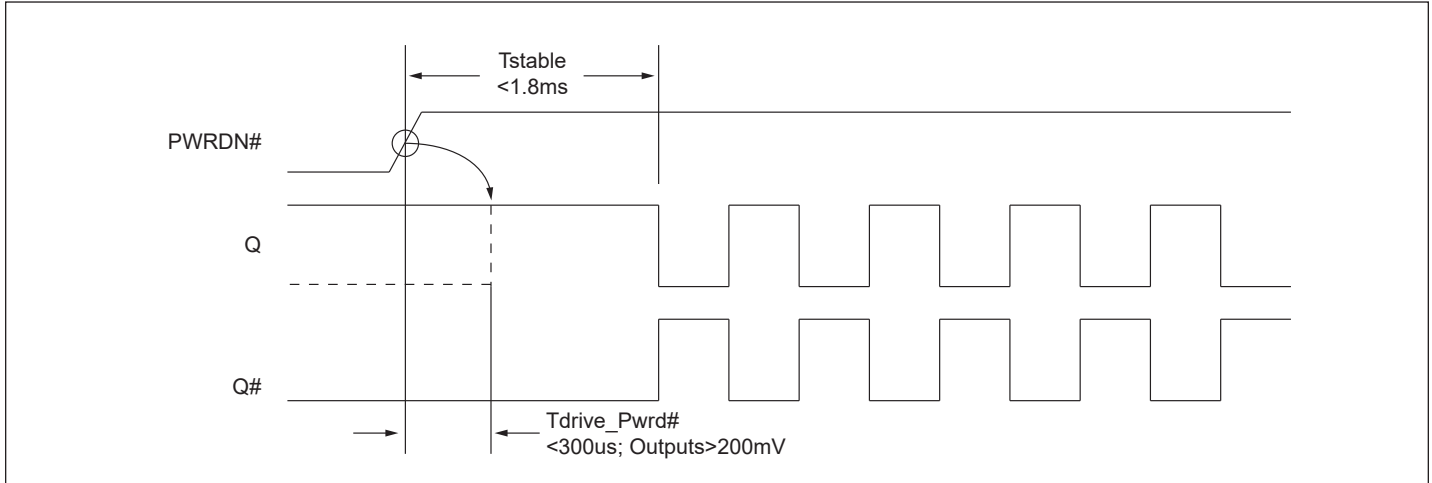 Tstable
<1.8ms
PWRDN#
Q
Q#
Tdrive_Pwrd#
<300us; Outputs>200mV